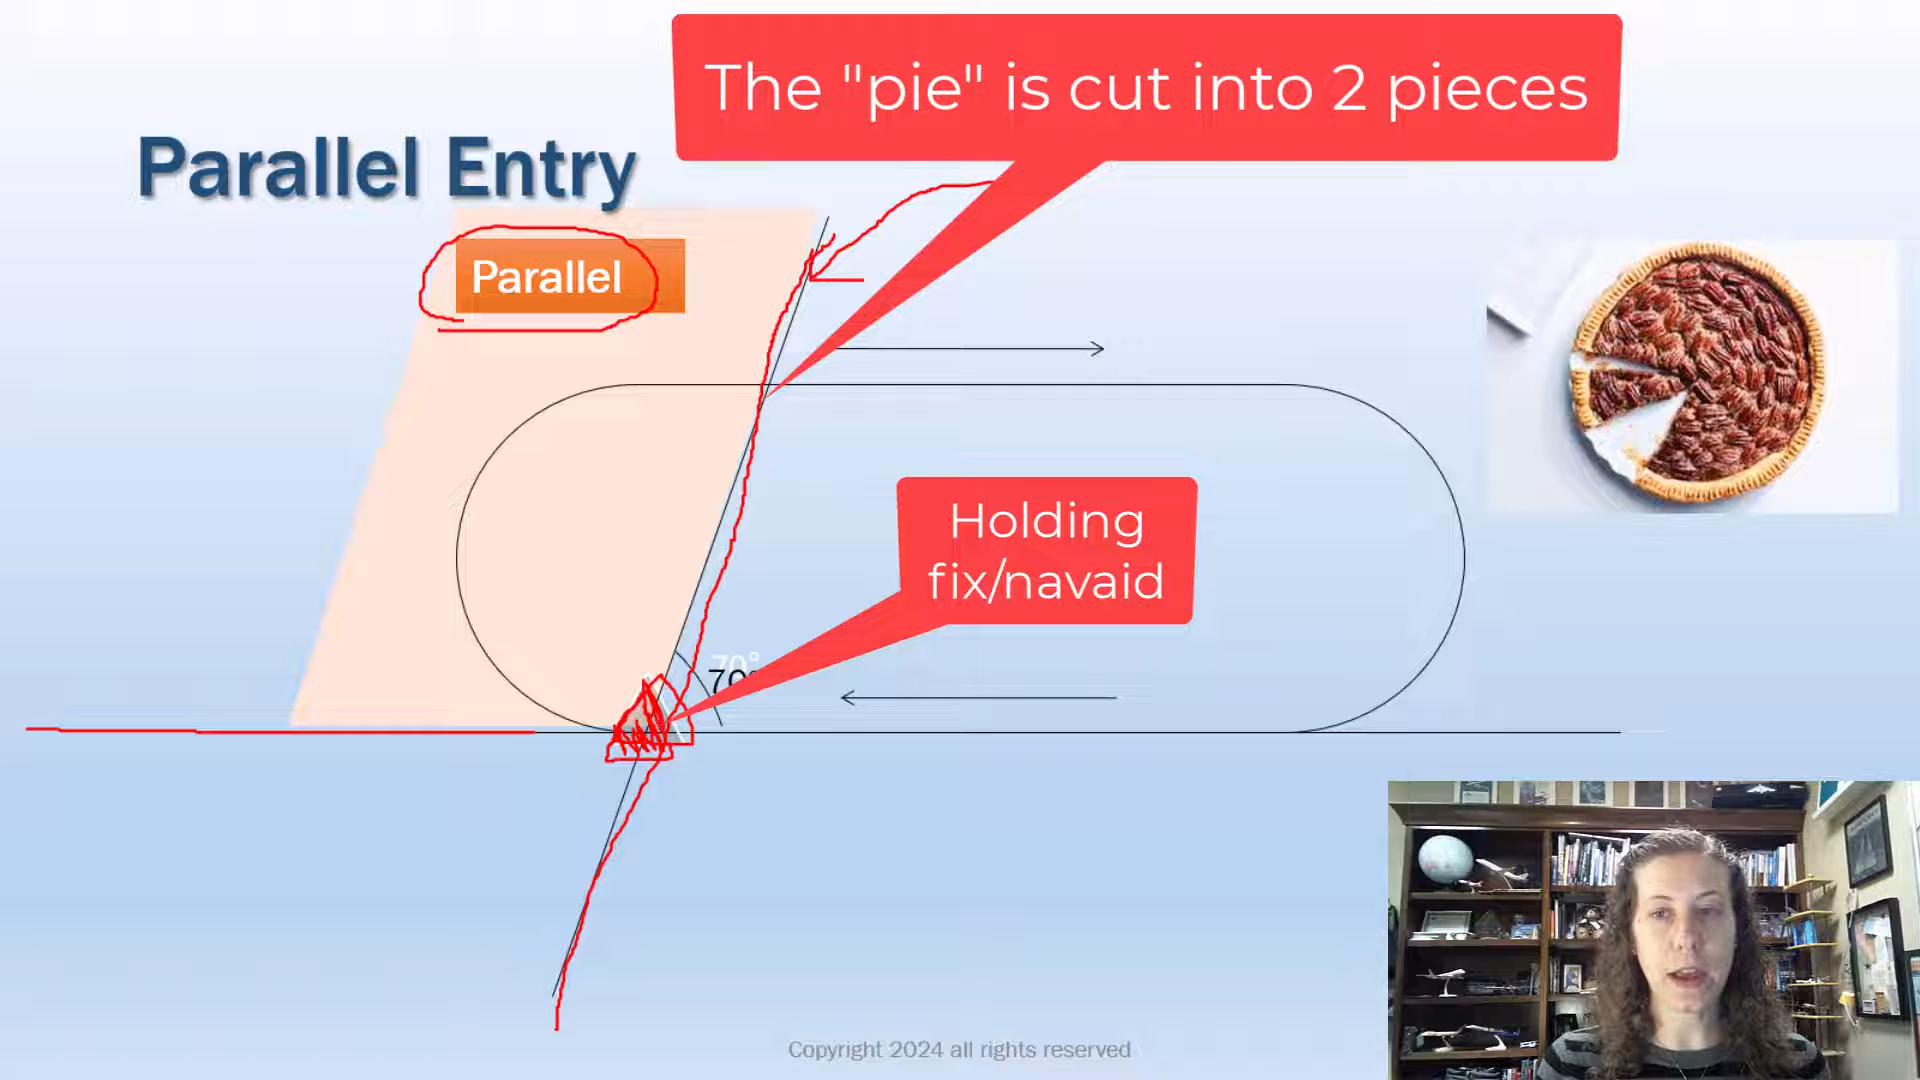 The "pie" is cut into 2 pieces
Parallel Entry
Parallel
Holding
fix/navaid
70°
Copyright 2024 all rights reserved